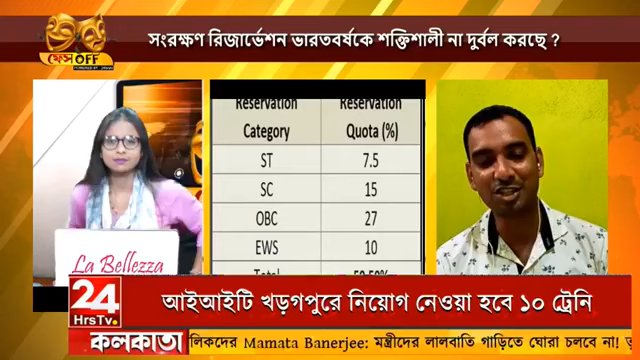 সংরক্ষণ রিজার্ভেশন ভারতবর্ষকে শক্তিশালী না দুর্বল করছে ?
ফেস OFF
Reservation Category Reservation Quota (%)
ST 7.5
SC 15
OBC 27
EWS 10
Total
La Bellezza
24
HrsTv.
আইআইটি খড়গপুরে নিয়োগ নেওয়া হবে ১০ ট্রেনি
কলকাতা
লিকদের Mamata Banerjee: মন্ত্রীদের লালবাতি গাড়িতে ঘোরা চলবে না!